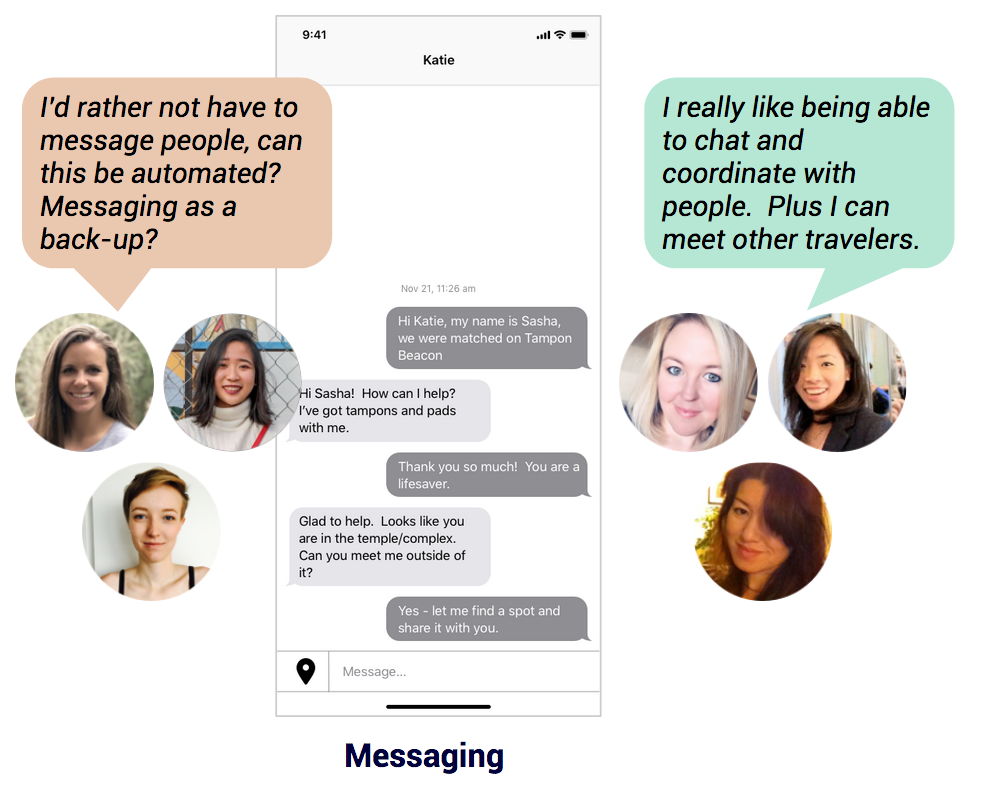 9:41
Katie
I'd rather not have to
message people, can
this be automated?
Messaging as a
back-up?
I really like being able
to chat and
coordinate with
people.  Plus I can
meet other travelers.
Nov 21, 11:26 am
Hi Katie, my name is Sasha,
we were matched on Tampon
Beacon
Hi Sasha!  How can I help?
I've got tampons and pads
with me.
Thank you so much!  You are a
lifesaver.
Glad to help.  Looks like you
are in the temple/complex.
Can you meet me outside of
it?
Yes - let me find a spot and
share it with you.
Message...
Messaging